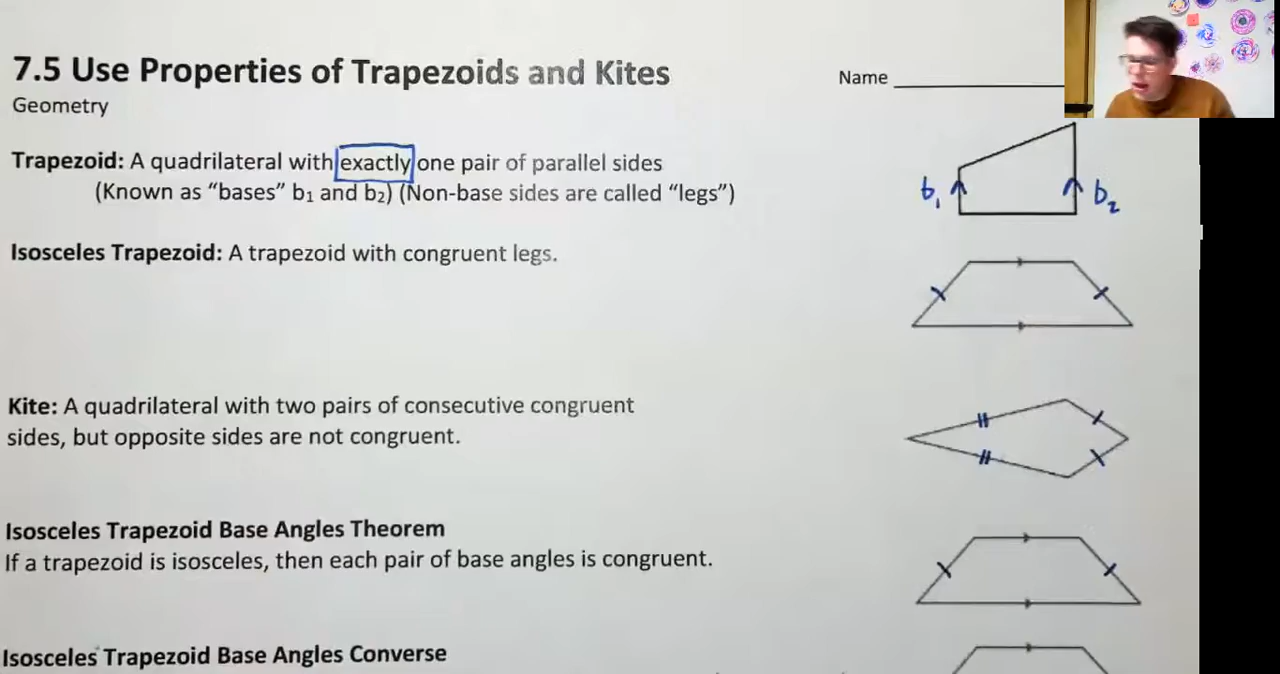 7.5 Use Properties of Trapezoids and Kites
Name
Geometry
Trapezoid: A quadrilateral with exactly one pair of parallel sides
(Known as “bases” b₁ and b₂) (Non-base sides are called “legs”)
b₁ b₂
Isosceles Trapezoid: A trapezoid with congruent legs.
Kite: A quadrilateral with two pairs of consecutive congruent
sides, but opposite sides are not congruent.
Isosceles Trapezoid Base Angles Theorem
If a trapezoid is isosceles, then each pair of base angles is congruent.
Isosceles Trapezoid Base Angles Converse